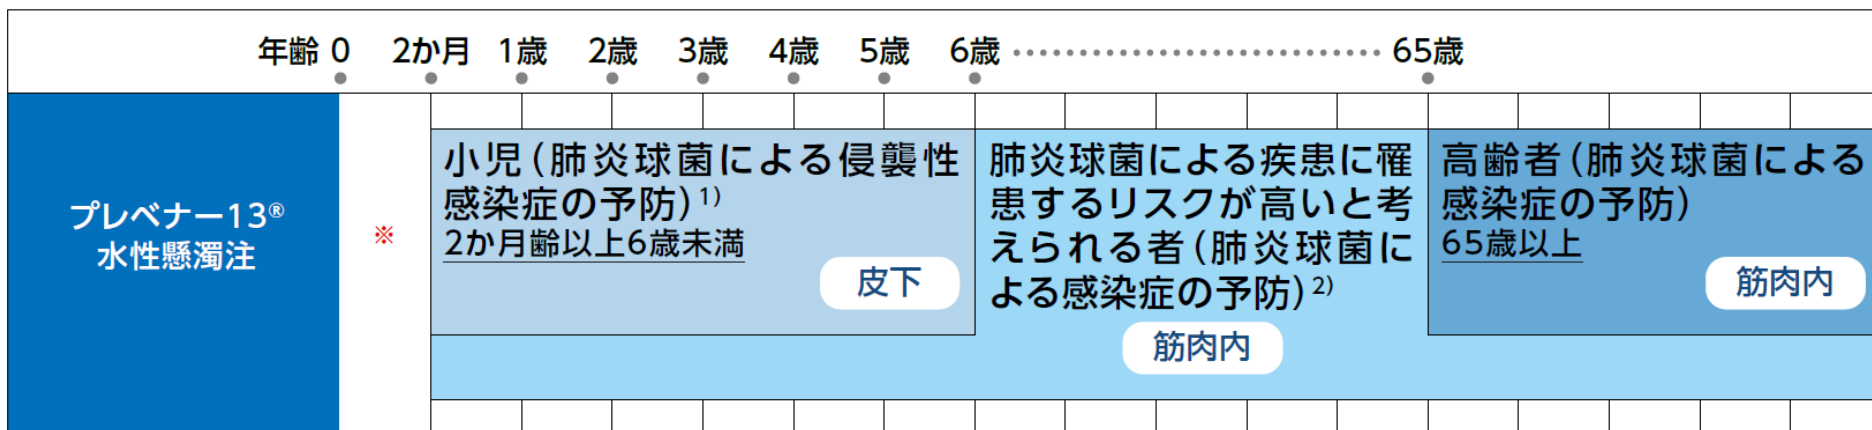 年齢 0 2か月 1歳 2歳 3歳 4歳 5歳 6歳 ················ 65歳
プレベナー13®
水性懸濁注
※
小児(肺炎球菌による侵襲性
感染症の予防)1)
2か月齢以上6歳未満
皮下
肺炎球菌による疾患に罹
患するリスクが高いと考
えられる者(肺炎球菌に
よる感染症の予防)2)
筋肉内
高齢者(肺炎球菌による
感染症の予防)
65歳以上
筋肉内